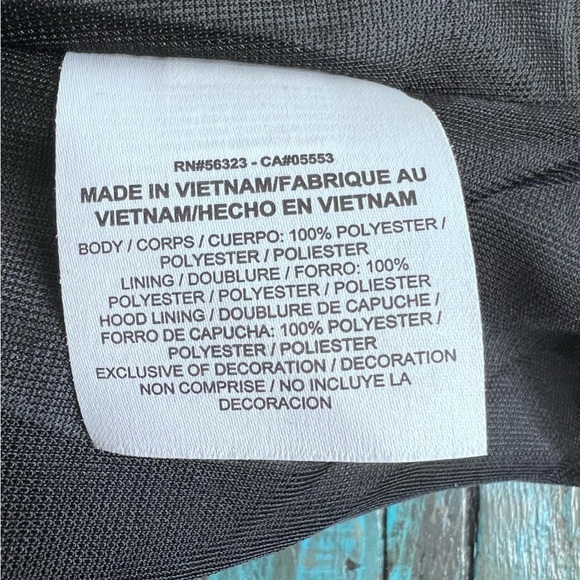 RN#56323 - CA#05553
MADE IN VIETNAM/FABRIQUE AU
VIETNAM/HECHO EN VIETNAM
BODY / CORPS / CUERPO: 100% POLYESTER /
POLYESTER / POLIESTER
LINING / DOUBLURE / FORRO: 100%
POLYESTER / POLYESTER / POLIESTER
HOOD LINING / DOUBLURE DE CAPUCHE /
FORRO DE CAPUCHA: 100% POLYESTER /
POLYESTER / POLIESTER
EXCLUSIVE OF DECORATION / DECORATION
NON COMPRISE / NO INCLUYE LA
DECORACION